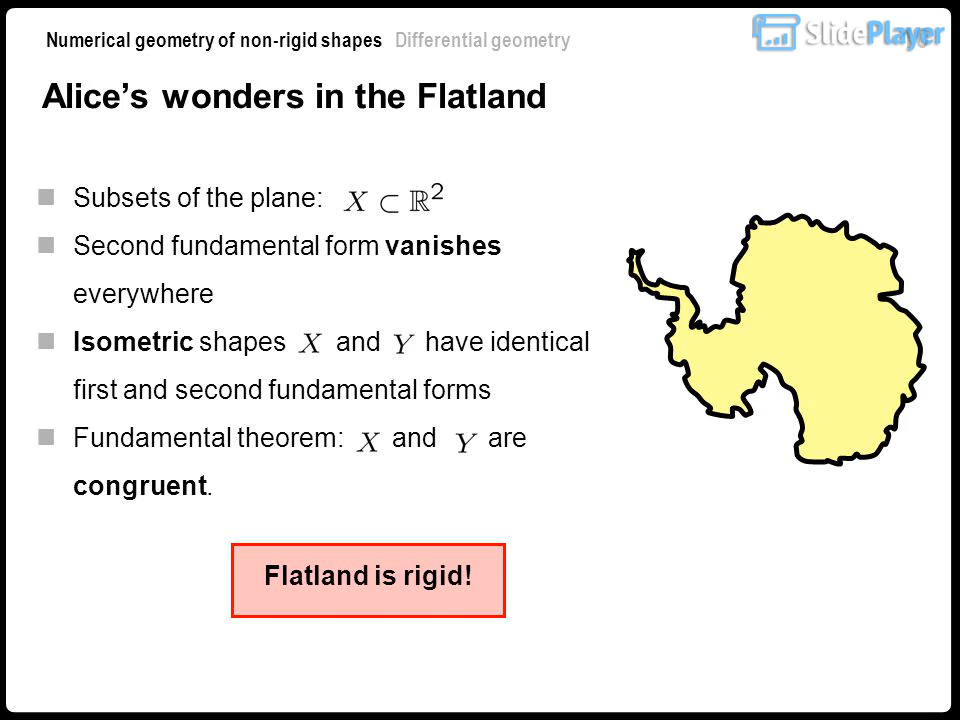 Numerical geometry of non-rigid shapes Differential geometry
SlidePlayer
Alice's wonders in the Flatland
Subsets of the plane: X ⊂ ℝ²
Second fundamental form vanishes
everywhere
Isometric shapes X and Y have identical
first and second fundamental forms
Fundamental theorem: X and Y are
congruent.
Flatland is rigid!